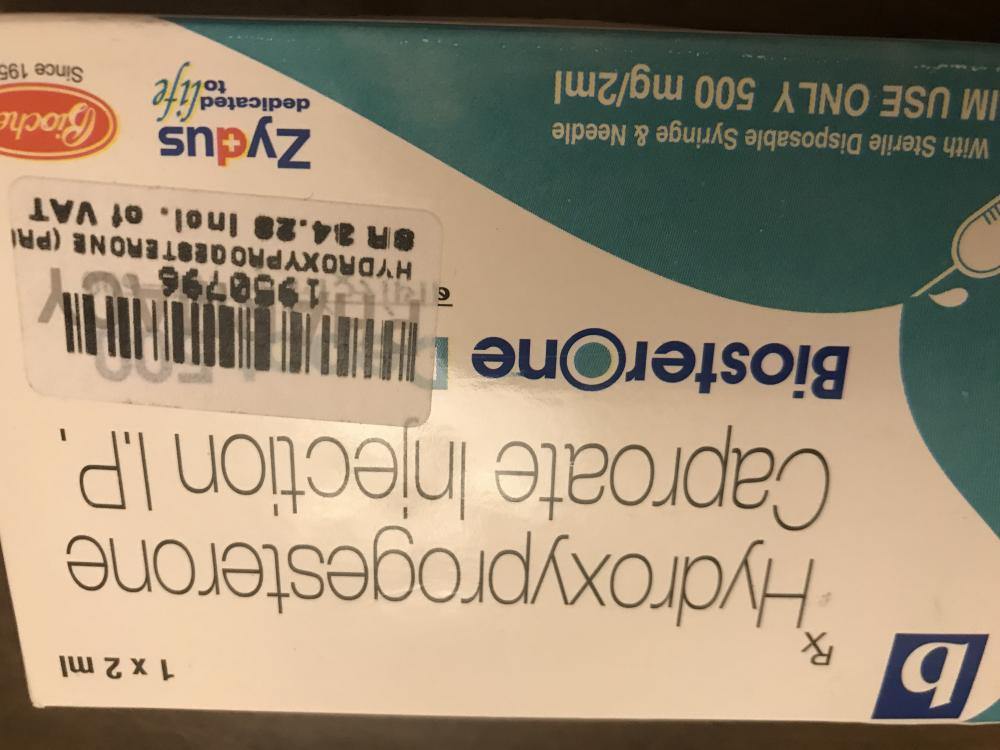 1 x 2 ml
b
Rx
Hydroxyprogesterone
Caproate Injection I.P.
BiosterOne
1950796
HYDROXYPROGESTERONE (PRI
SR 34.28 Incl. of VAT
Zydus
dedicated
to life
Bioche
Since 195
With Sterile Disposable Syringe & Needle
IM USE ONLY 500 mg/2ml